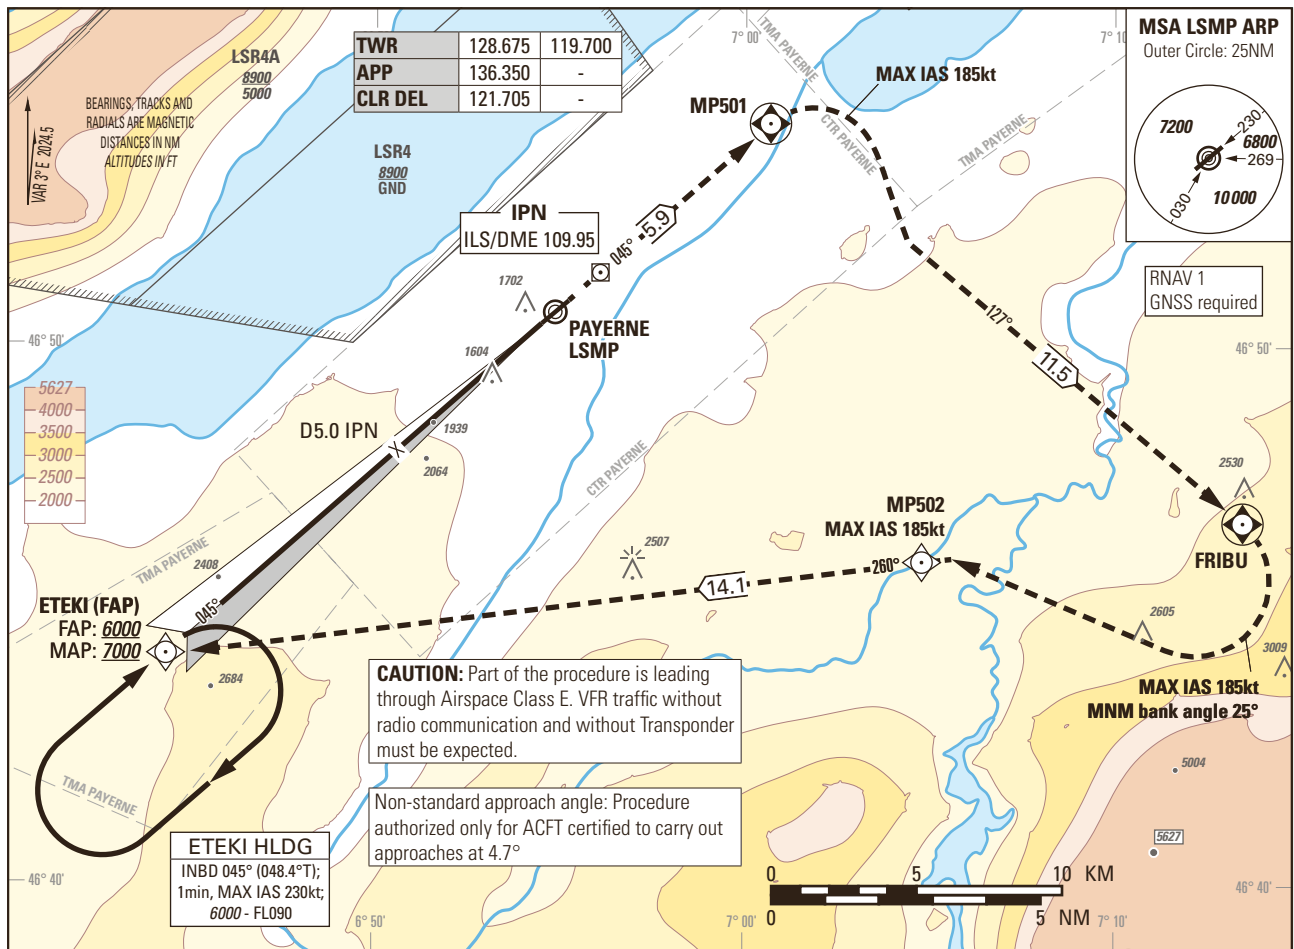 7° 00'
7° 10'
TMA PAYERNE
LSR4A
8900
5000
TWR 128.675 119.700
APP 136.350 -
CLR DEL 121.705 -
MAX IAS 185kt
MSA LSMP ARP
Outer Circle: 25NM
7200
230
6800
269
10 000
030
BEARINGS, TRACKS AND
RADIALS ARE MAGNETIC
DISTANCES IN NM
ALTITUDES IN FT
VAR 3° E 2024.5
MP501
CTR PAYERNE
TMA PAYERNE
LSR4
8900
GND
IPN
ILS/DME 109.95
045°
5.9
RNAV 1
GNSS required
1702
PAYERNE
LSMP
127°
46° 50'
46° 50'
1604
11.5
5627
4000
3500
3000
2500
2000
D5.0 IPN
1939
2064
CTR PAYERNE
2530
MP502
MAX IAS 185kt
FRIBU
TMA PAYERNE
2408
2507
260°
14.1
ETEKI (FAP)
FAP: 6000
MAP: 7000
045°
2605
3009
2684
CAUTION: Part of the procedure is leading
through Airspace Class E. VFR traffic without
radio communication and without Transponder
must be expected.
MAX IAS 185kt
MNM bank angle 25°
TMA PAYERNE
5004
Non-standard approach angle: Procedure
authorized only for ACFT certified to carry out
approaches at 4.7°
5627
ETEKI HLDG
INBD 045° (048.4°T);
1min, MAX IAS 230kt;
6000 - FL090
0 5 10 KM
0 5 NM
46° 40'
46° 40'
6° 50'
7° 00'
7° 10'